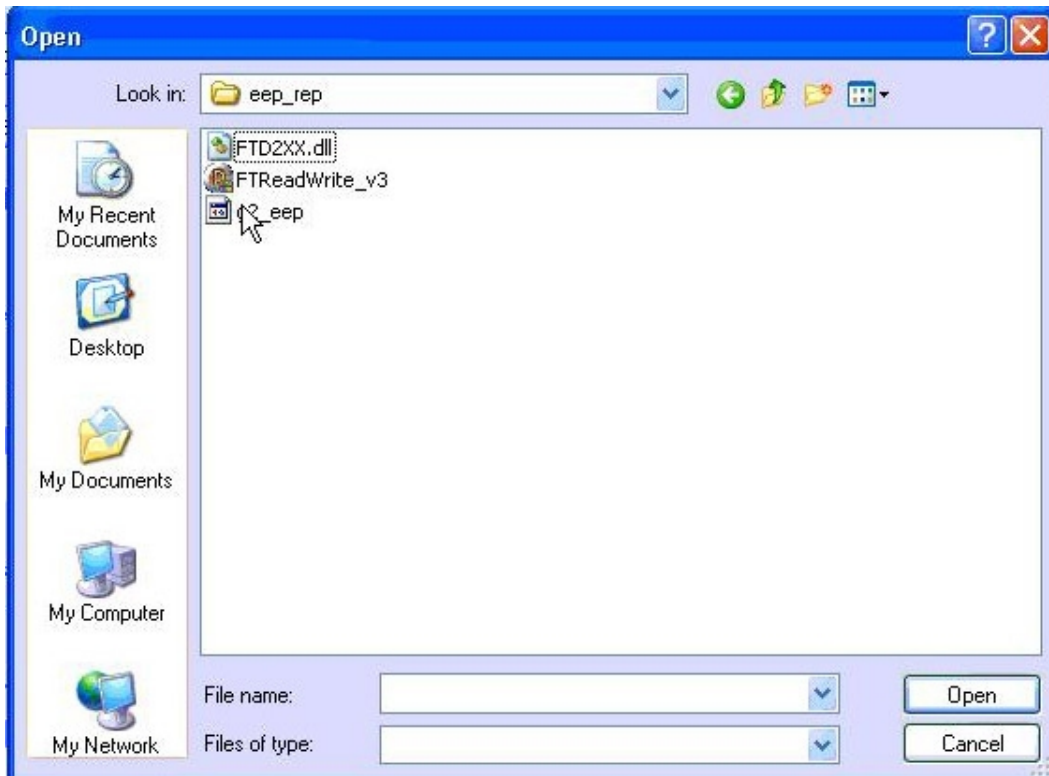 Open
Look in:
eep_rep
FTD2XX.dll
FTReadWrite_v3
_eep
My Recent
Documents
Desktop
My Documents
My Computer
My Network
File name:
Open
Files of type:
Cancel